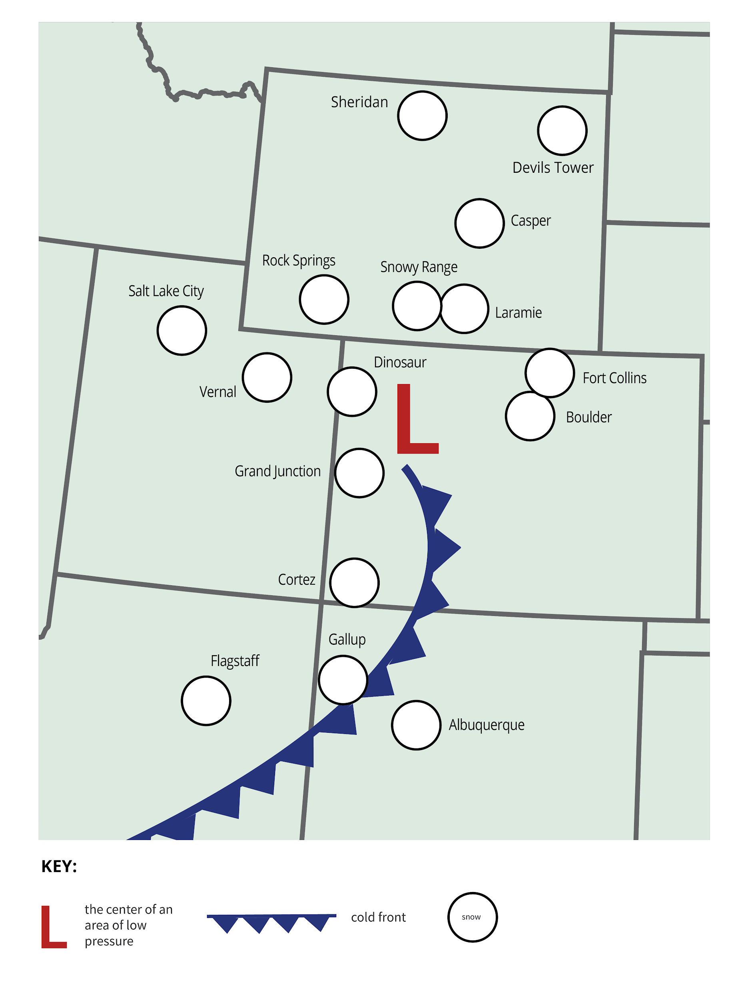 Sheridan
Devils Tower
Casper
Rock Springs
Snowy Range
Salt Lake City
Laramie
Dinosaur
Fort Collins
Vernal
L
Boulder
Grand Junction
Cortez
Gallup
Flagstaff
Albuquerque
KEY:
L
the center of an
area of low
pressure
cold front
snow